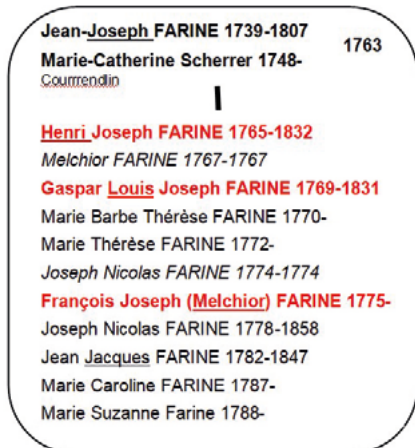 Jean-Joseph FARINE 1739-1807
1763
Marie-Catherine Scherrer 1748-
Courrrendlin
Henri Joseph FARINE 1765-1832
Melchior FARINE 1767-1767
Gaspar Louis Joseph FARINE 1769-1831
Marie Barbe Thérèse FARINE 1770-
Marie Thérèse FARINE 1772-
Joseph Nicolas FARINE 1774-1774
François Joseph (Melchior) FARINE 1775-
Joseph Nicolas FARINE 1778-1858
Jean Jacques FARINE 1782-1847
Marie Caroline FARINE 1787-
Marie Suzanne Farine 1788-